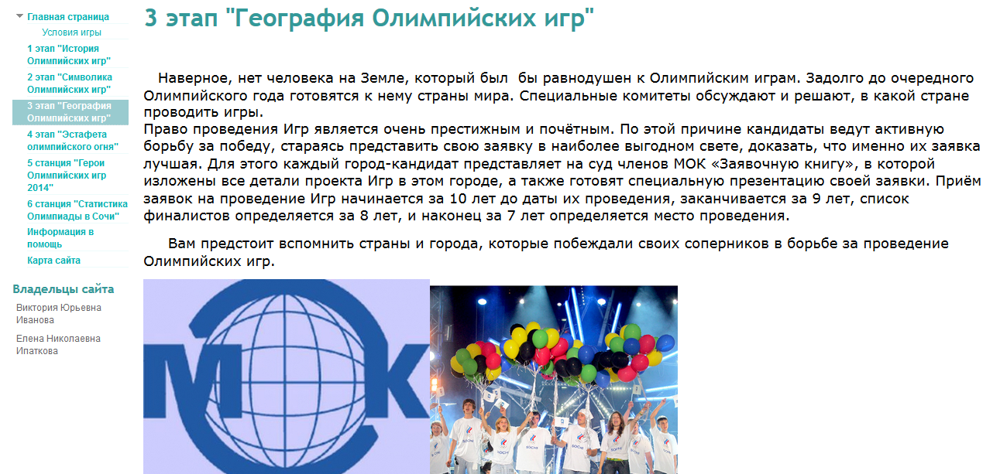 Главная страница
Условия игры
1 этап "История
Олимпийских игр"
2 этап "Символика
Олимпийских игр"
3 этап "География
Олимпийских игр"
4 этап "Эстафета
олимпийского огня"
5 станция "Герои
Олимпийских игр
2014"
6 станция "Статистика
Олимпиады в Сочи"
Информация в
помощь
Карта сайта
Владельцы сайта
Виктория Юрьевна
Иванова
Елена Николаевна
Ипаткова
3 этап "География Олимпийских игр"
Наверное, нет человека на Земле, который был  бы равнодушен к Олимпийским играм. Задолго до очередного
Олимпийского года готовятся к нему страны мира. Специальные комитеты обсуждают и решают, в какой стране
проводить игры.
Право проведения Игр является очень престижным и почётным. По этой причине кандидаты ведут активную
борьбу за победу, стараясь представить свою заявку в наиболее выгодном свете, доказать, что именно их заявка
лучшая. Для этого каждый город-кандидат представляет на суд членов МОК «Заявочную книгу», в которой
изложены все детали проекта Игр в этом городе, а также готовят специальную презентацию своей заявки. Приём
заявок на проведение Игр начинается за 10 лет до даты их проведения, заканчивается за 9 лет, список
финалистов определяется за 8 лет, и наконец за 7 лет определяется место проведения.
Вам предстоит вспомнить страны и города, которые побеждали своих соперников в борьбе за проведение
Олимпийских игр.
МОК
SOCHI
SOCHI
SOCHI